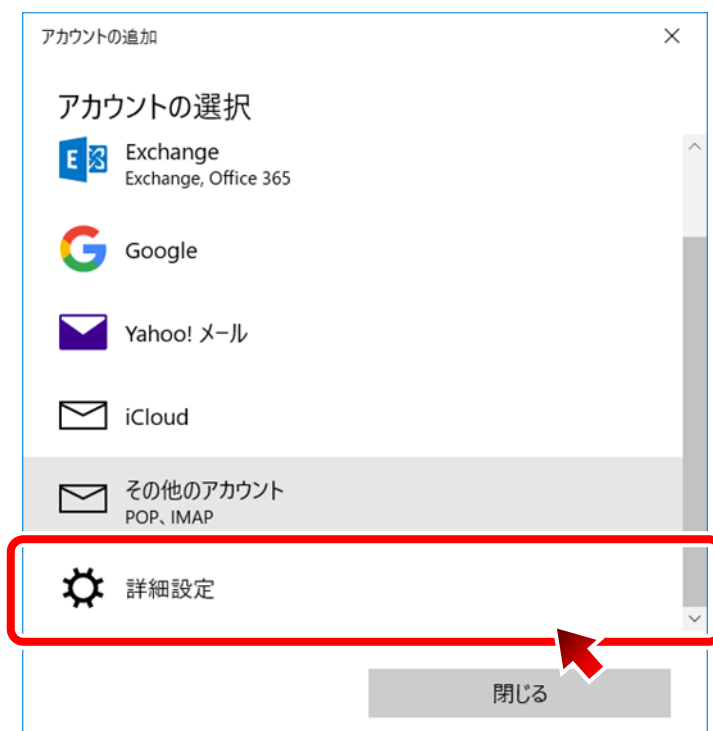 アカウントの追加
アカウントの選択
Exchange
Exchange, Office 365
Google
Yahoo! メール
iCloud
その他のアカウント
POP、IMAP
詳細設定
閉じる